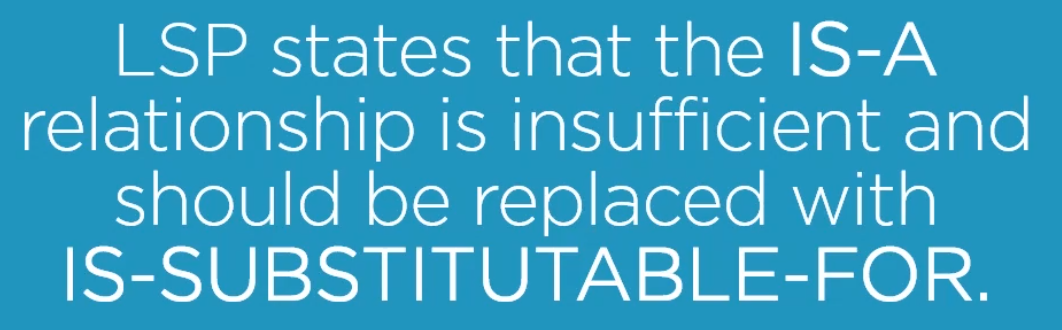 LSP states that the IS-A
relationship is insufficient and
should be replaced with
IS-SUBSTITUTABLE-FOR.